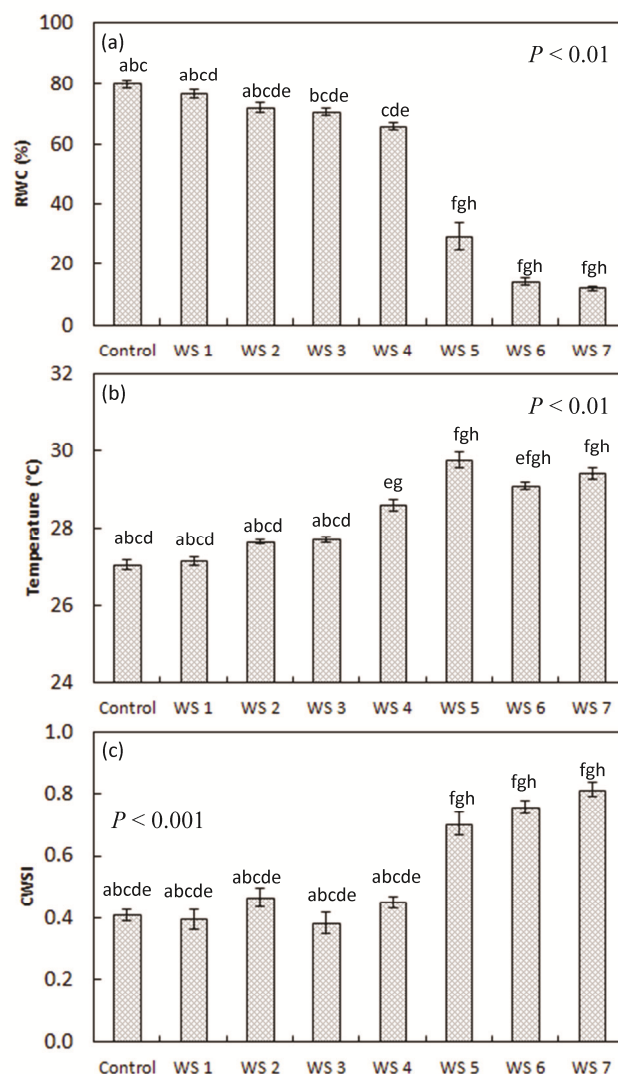 100
(a)
P < 0.01
abc
abcd
abcde
bcde
cde
fgh
fgh
fgh
80
60
40
20
0
RWC (%)
Control WS 1 WS 2 WS 3 WS 4 WS 5 WS 6 WS 7
32
(b)
P < 0.01
abcd
abcd
abcd
abcd
eg
fgh
efgh
fgh
30
28
26
24
Temperature (°C)
Control WS 1 WS 2 WS 3 WS 4 WS 5 WS 6 WS 7
1.0
(c)
P < 0.001
abcde
abcde
abcde
abcde
abcde
fgh
fgh
fgh
0.8
0.6
0.4
0.2
0.0
CWSI
Control WS 1 WS 2 WS 3 WS 4 WS 5 WS 6 WS 7